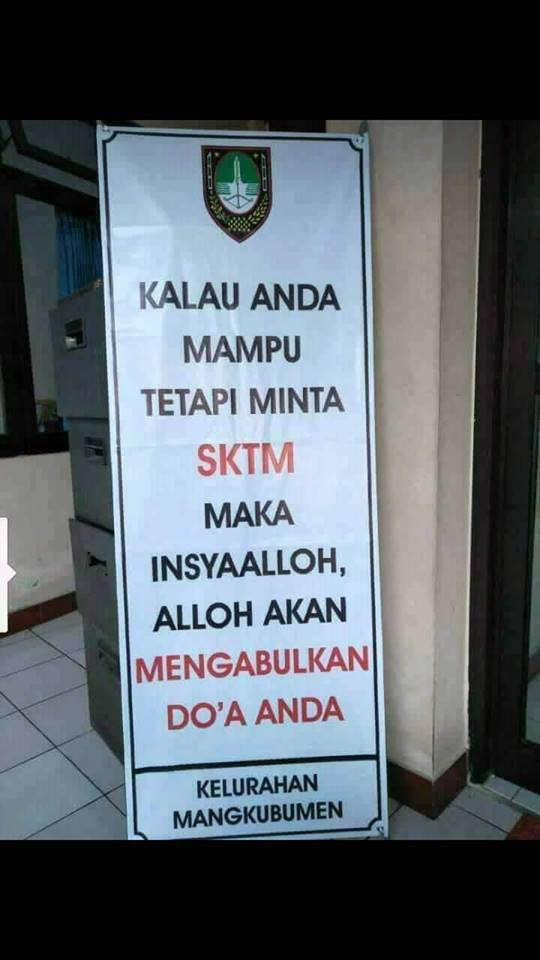 KALAU ANDA
MAMPU
TETAPI MINTA
SKTM
MAKA
INSYAALLOH,
ALLOH AKAN
MENGABULKAN
DO'A ANDA
KELURAHAN
MANGKUBUMEN